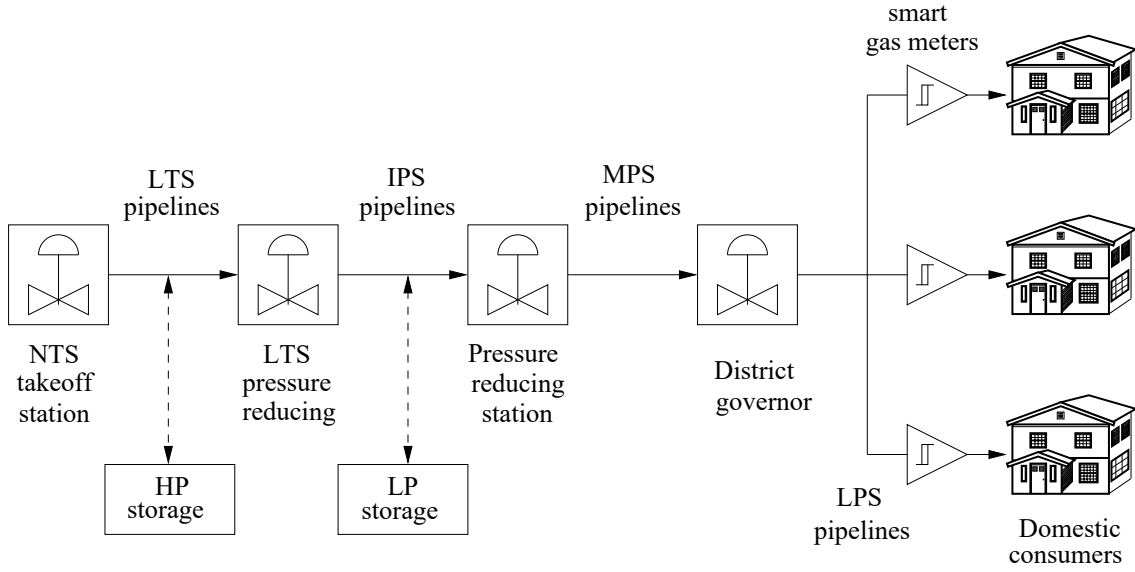 smart
gas meters
LTS
pipelines
IPS
pipelines
MPS
pipelines
NTS
takeoff
station
LTS
pressure
reducing
Pressure
reducing
station
District
governor
HP
storage
LP
storage
LPS
pipelines
Domestic
consumers